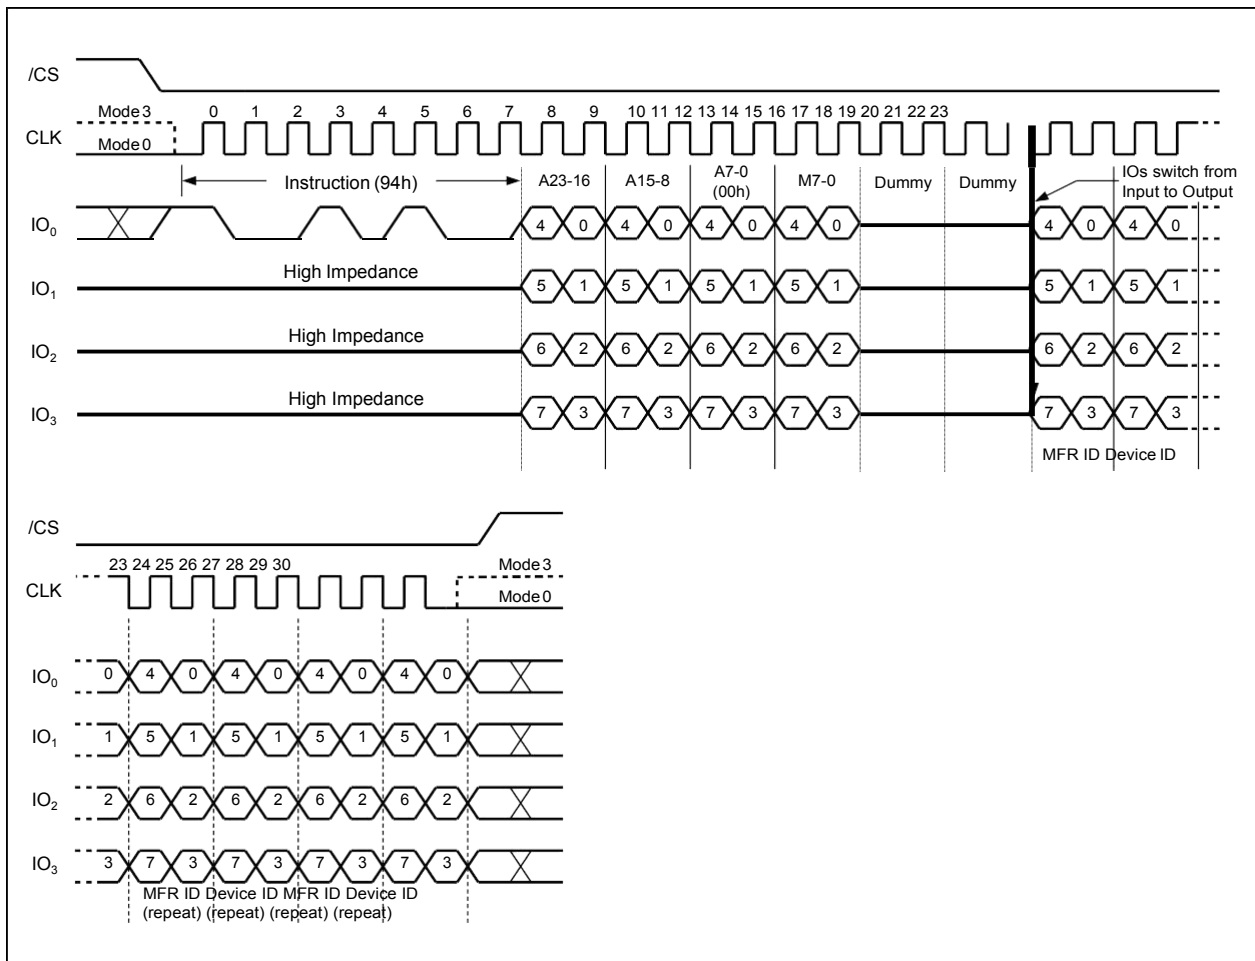 /CS
Mode 3 0 1 2 3 4 5 6 7 8 9 10 11 12 13 14 15 16 17 18 19 20 21 22 23
CLK
Mode 0
Instruction (94h) A23-16 A15-8 A7-0 (00h) M7-0 Dummy Dummy IOs switch from Input to Output
IO0 4 0 4 0 4 0 4 0 4 0 4 0
High Impedance
IO1 5 1 5 1 5 1 5 1 5 1 5 1
High Impedance
IO2 6 2 6 2 6 2 6 2 6 2 6 2
High Impedance
IO3 7 3 7 3 7 3 7 3 7 3 7 3
MFR ID Device ID
/CS
23 24 25 26 27 28 29 30 Mode 3
CLK
Mode 0
IO0 0 4 0 4 0 4 0 4 0
IO1 1 5 1 5 1 5 1 5 1
IO2 2 6 2 6 2 6 2 6 2
IO3 3 7 3 7 3 7 3 7 3
MFR ID Device ID MFR ID Device ID
(repeat) (repeat) (repeat) (repeat)